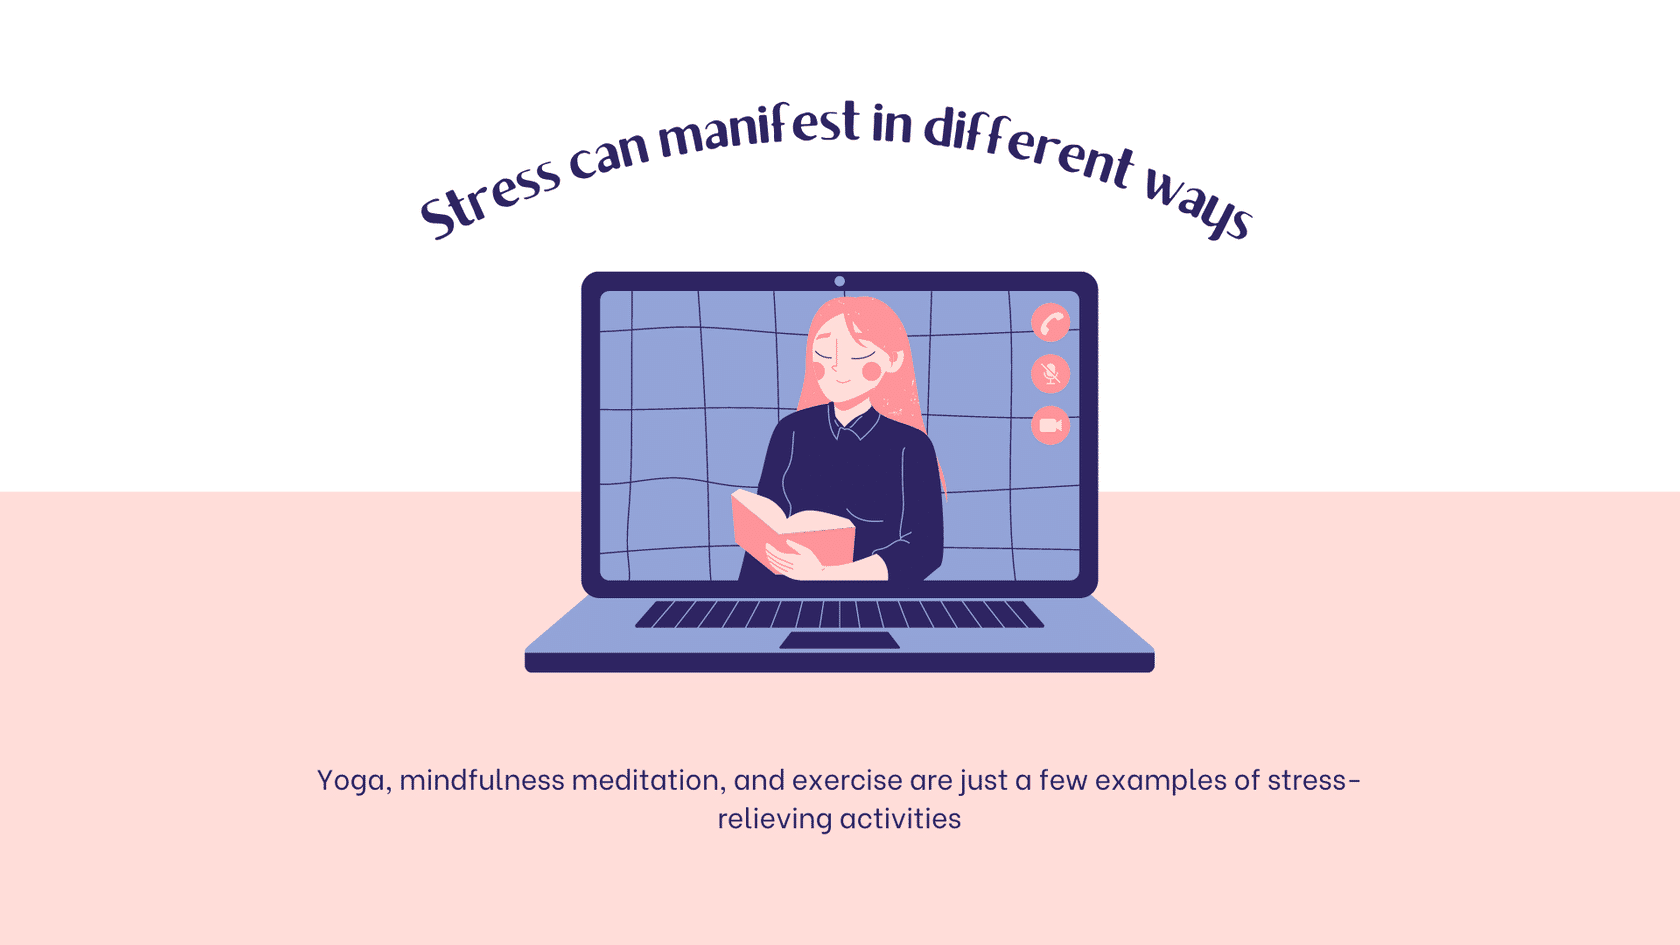 Stress can manifest in different ways
Yoga, mindfulness meditation, and exercise are just a few examples of stress-
relieving activities